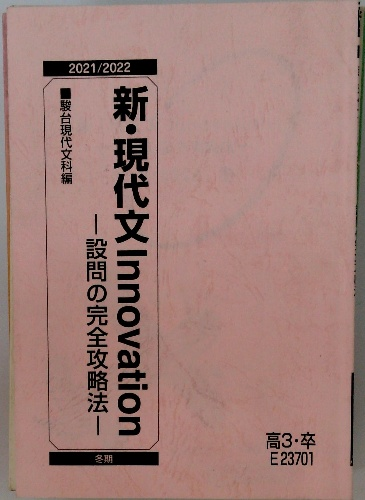 2021/2022
新・現代文Innovation
―設問の完全攻略法―
■駿台現代文科編
冬期
高3・卒
E23701